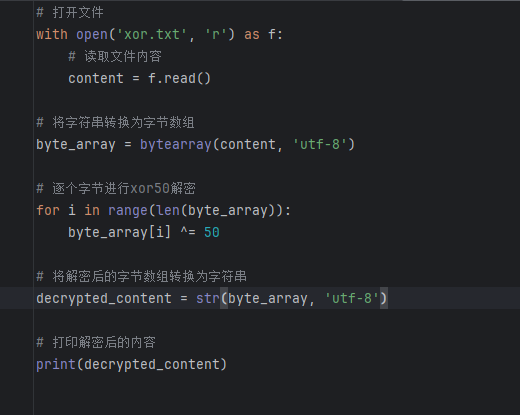 # 打开文件
with open('xor.txt', 'r') as f:
    # 读取文件内容
    content = f.read()
# 将字符串转换为字节数组
byte_array = bytearray(content, 'utf-8')
# 逐个字节进行xor50解密
for i in range(len(byte_array)):
    byte_array[i] ^= 50
# 将解密后的字节数组转换为字符串
decrypted_content = str(byte_array, 'utf-8')
# 打印解密后的内容
print(decrypted_content)